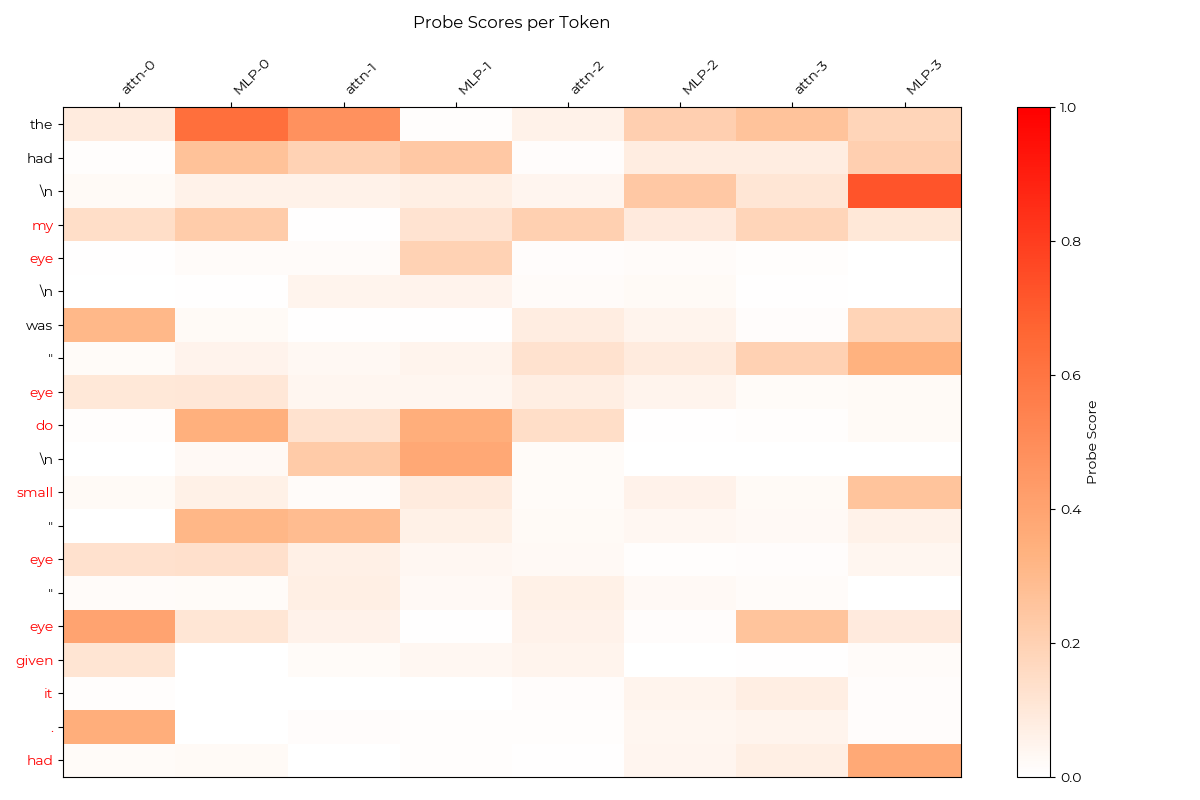 Probe Scores per Token
attn-0 MLP-0 attn-1 MLP-1 attn-2 MLP-2 attn-3 MLP-3
the
had
\n
my
eye
\n
was
"
eye
do
\n
small
"
eye
"
eye
given
it
.
had
1.0
0.8
0.6
0.4
0.2
0.0
Probe Score